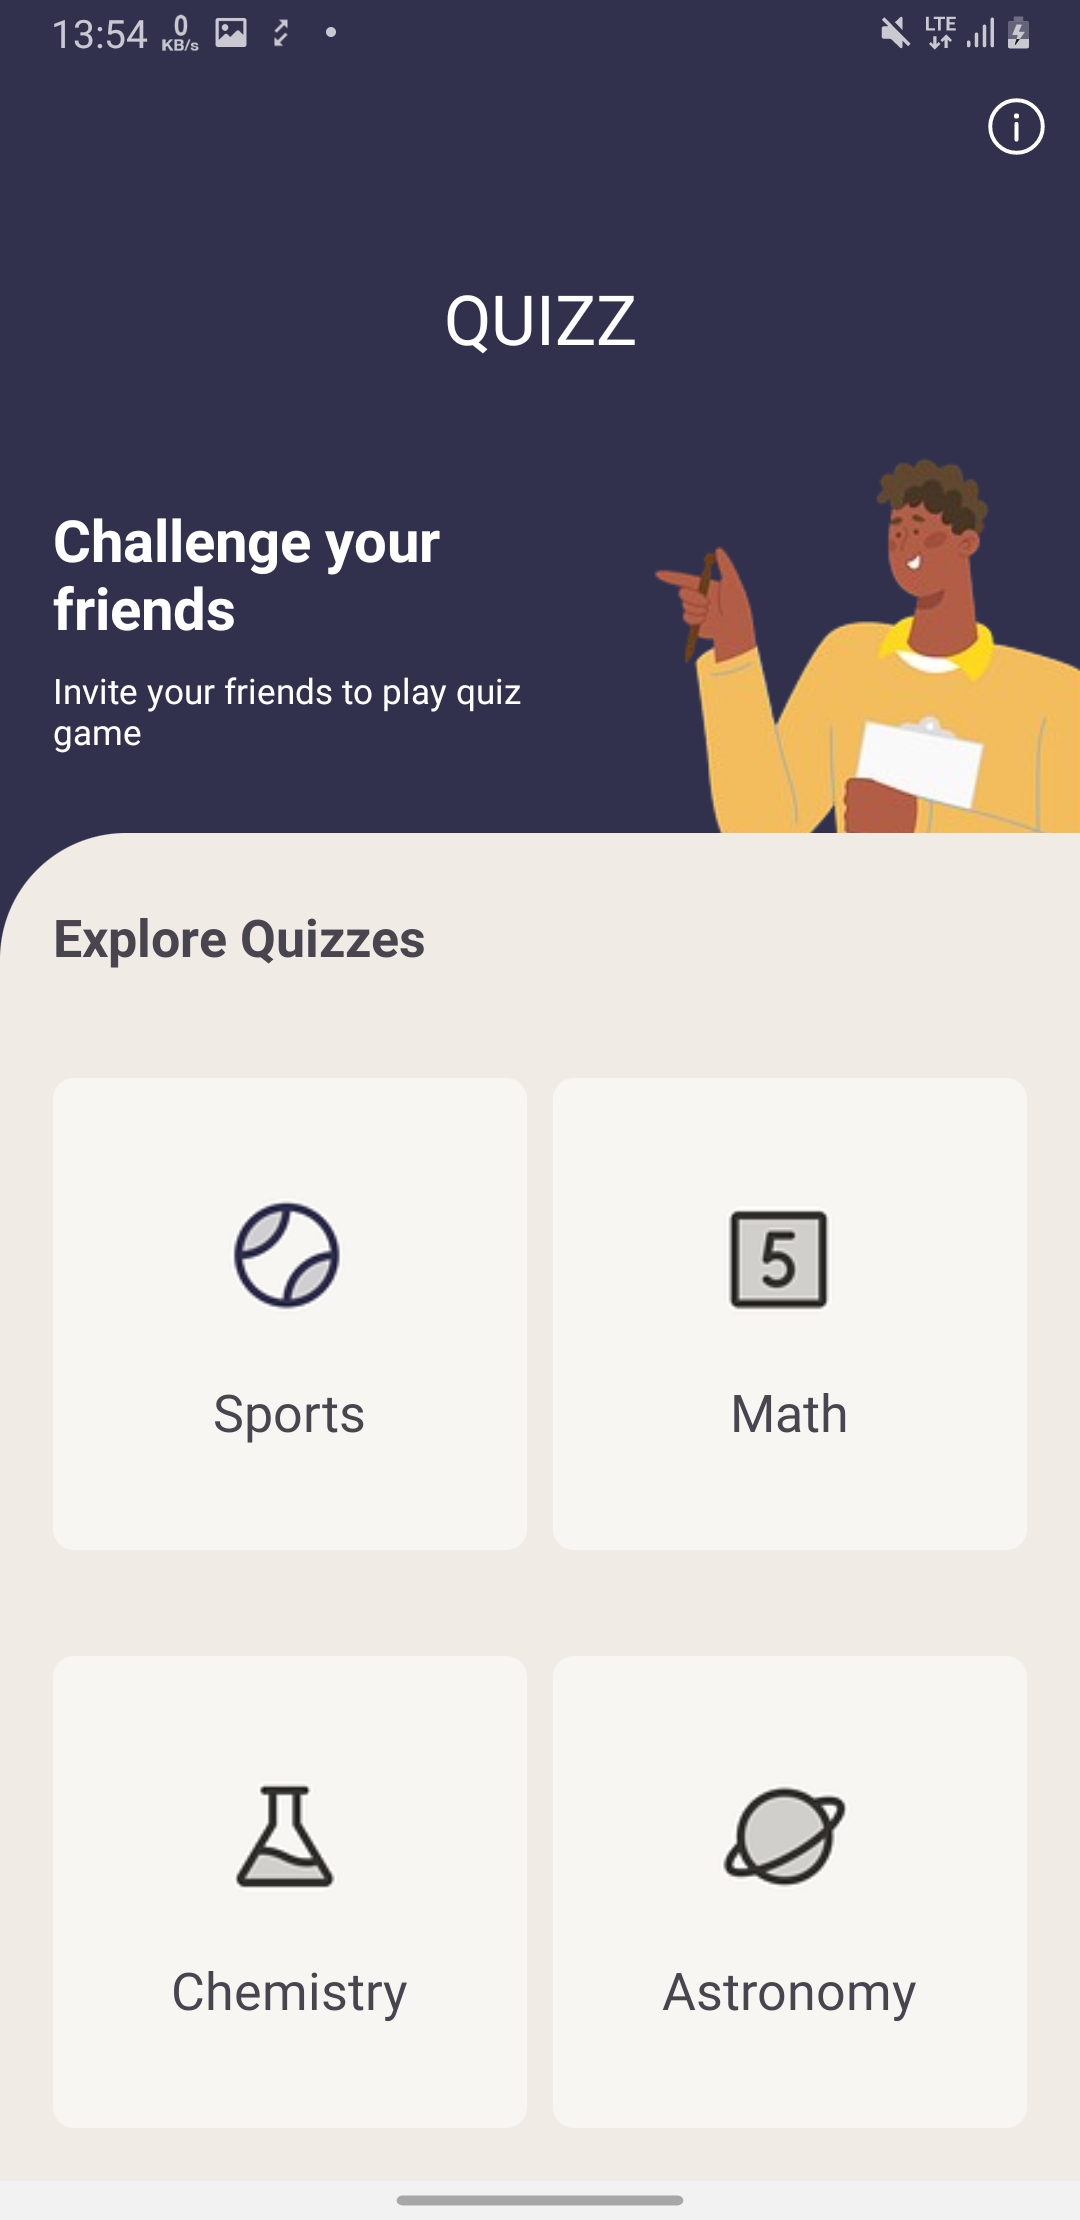 13:54
0
KB/s
LTE
QUIZZ
Challenge your
friends
Invite your friends to play quiz
game
Explore Quizzes
5
Sports
Math
Chemistry
Astronomy